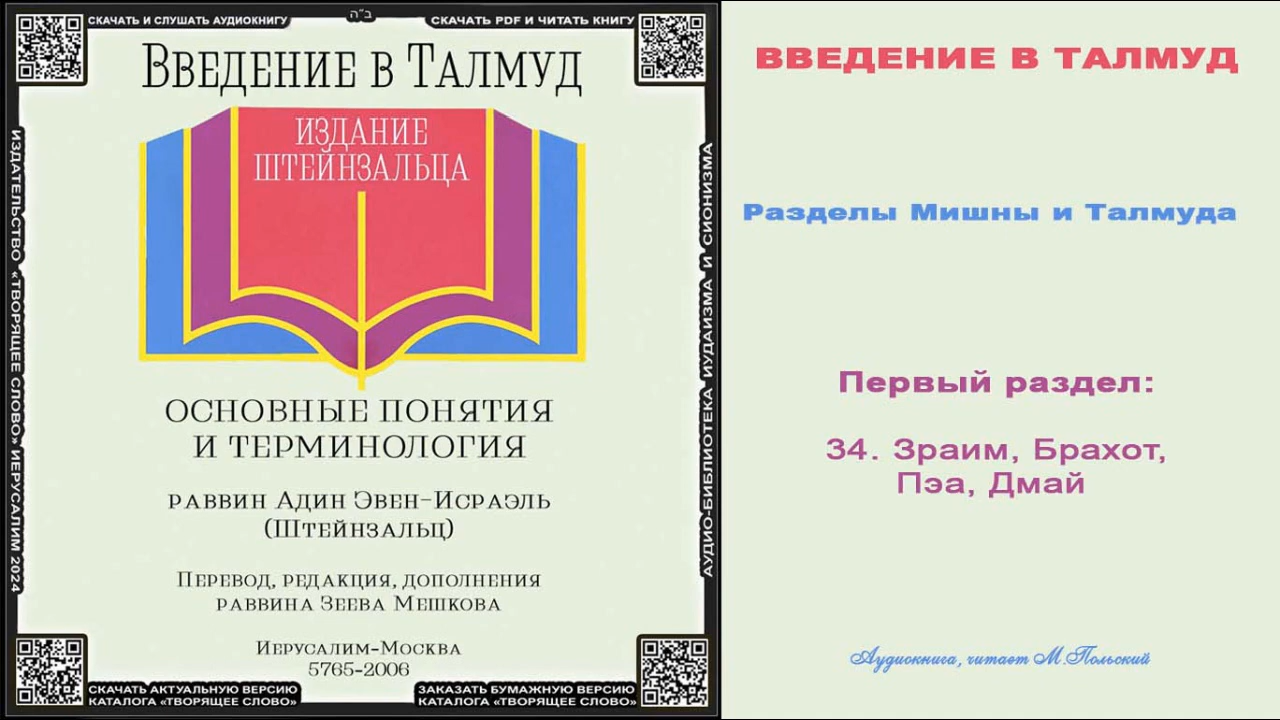 СКАЧАТЬ И СЛУШАТЬ АУДИОКНИГУ
ב"ה
СКАЧАТЬ PDF И ЧИТАТЬ КНИГУ
Введение в Талмуд
ИЗДАНИЕ
ШТЕЙНЗАЛЬЦА
ОСНОВНЫЕ ПОНЯТИЯ
И ТЕРМИНОЛОГИЯ
раввин Адин Эвен-Исраэль
(Штейнзальц)
Перевод, редакция, дополнения
раввина Зеева Мешкова
Иерусалим-Москва
5765-2006
ИЗДАТЕЛЬСТВО «ТВОРЯЩЕЕ СЛОВО» ИЕРУСАЛИМ 2024
АУДИО-БИБЛИОТЕКА ИУДАИЗМА И СИОНИЗМА
СКАЧАТЬ АКТУАЛЬНУЮ ВЕРСИЮ
КАТАЛОГА «ТВОРЯЩЕЕ СЛОВО»
ЗАКАЗАТЬ БУМАЖНУЮ ВЕРСИЮ
КАТАЛОГА «ТВОРЯЩЕЕ СЛОВО»
ВВЕДЕНИЕ В ТАЛМУД
Разделы Мишны и Талмуда
Первый раздел:
34. Зраим, Брахот,
Пэа, Дмай
Аудиокнига, читает М.Польский